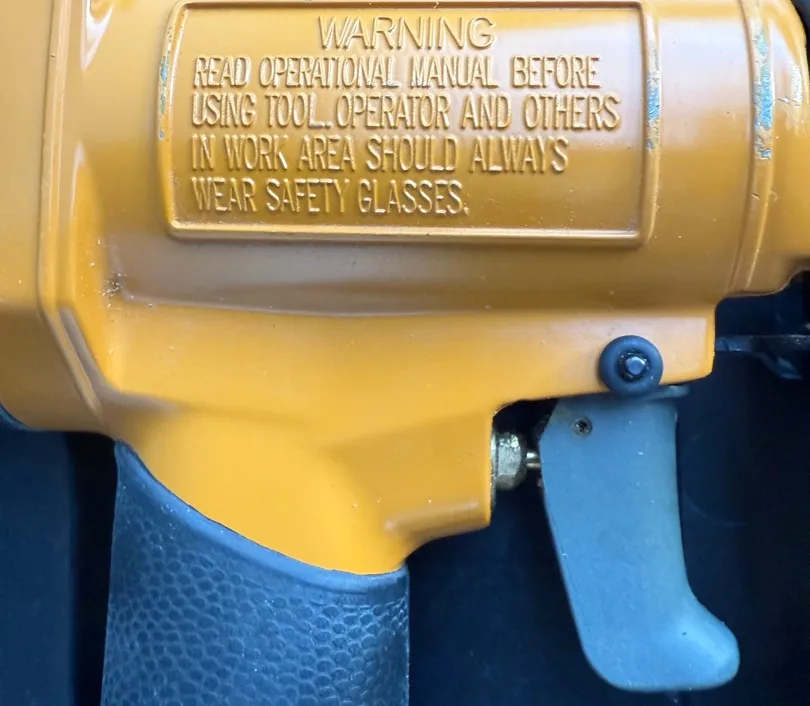 WARNING
READ OPERATIONAL MANUAL BEFORE
USING TOOL. OPERATOR AND OTHERS
IN WORK AREA SHOULD ALWAYS
WEAR SAFETY GLASSES.